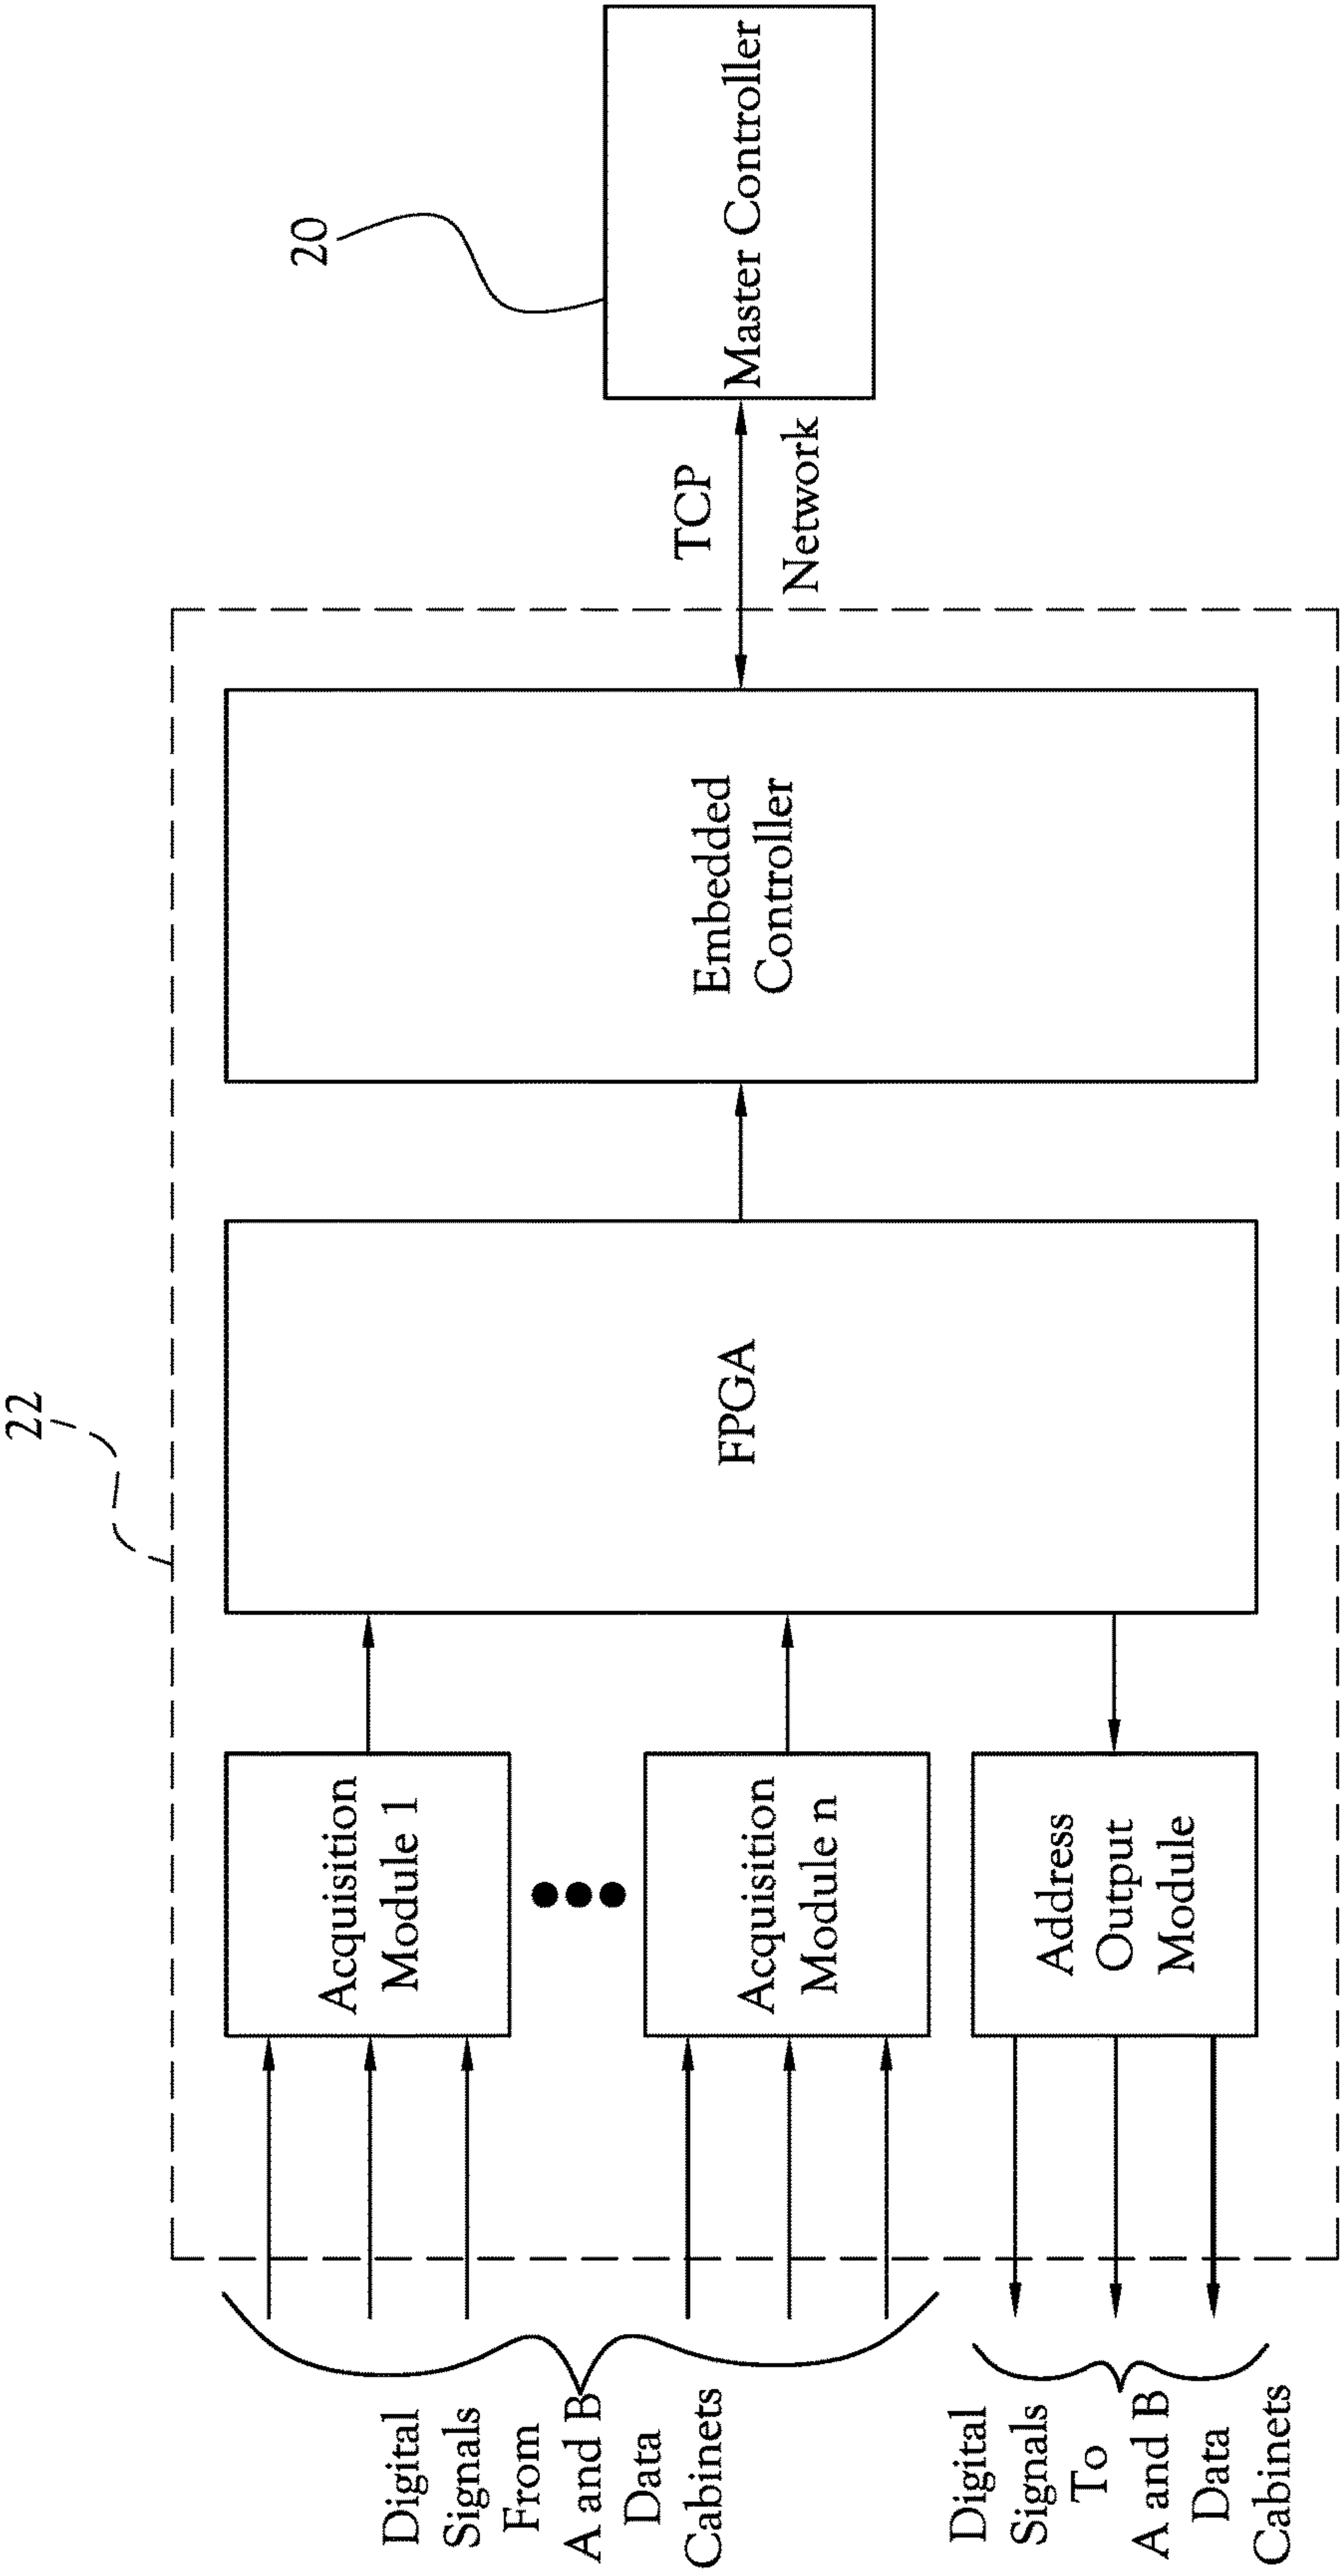 22
20
Digital
Signals
From
A and B
Data
Cabinets
Acquisition
Module 1
Acquisition
Module n
FPGA
Embedded
Controller
TCP
Network
Master Controller
Digital
Signals
To
A and B
Data
Cabinets
Address
Output
Module